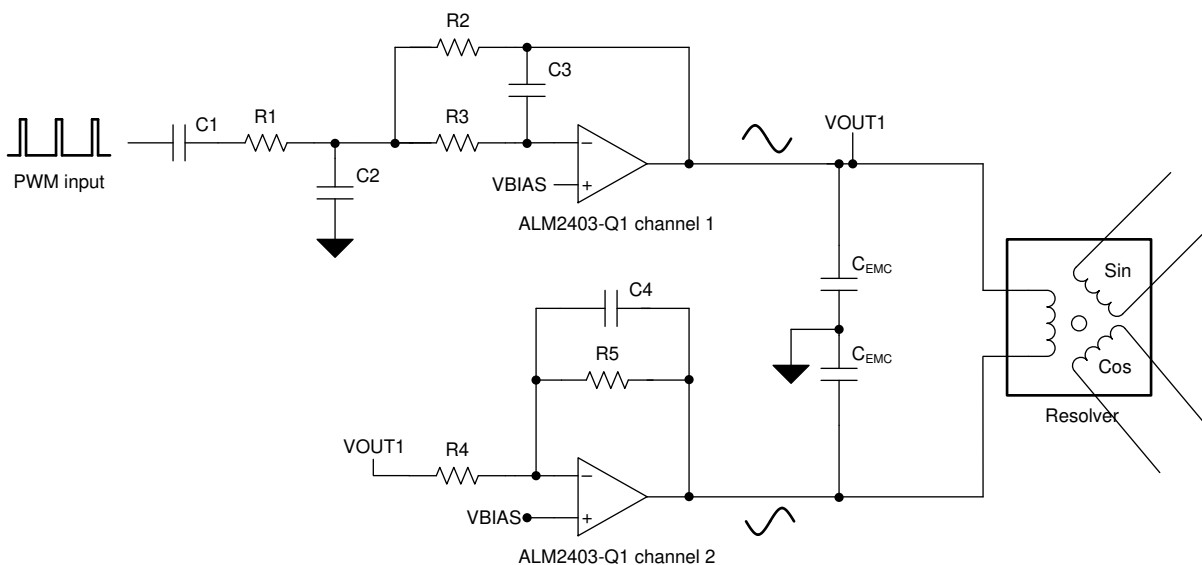 R2
C3
C1
R1
R3
PWM input
C2
VBIAS
ALM2403-Q1 channel 1
VOUT1
CEMC
Sin
C4
R5
CEMC
Cos
Resolver
VOUT1
R4
VBIAS
ALM2403-Q1 channel 2